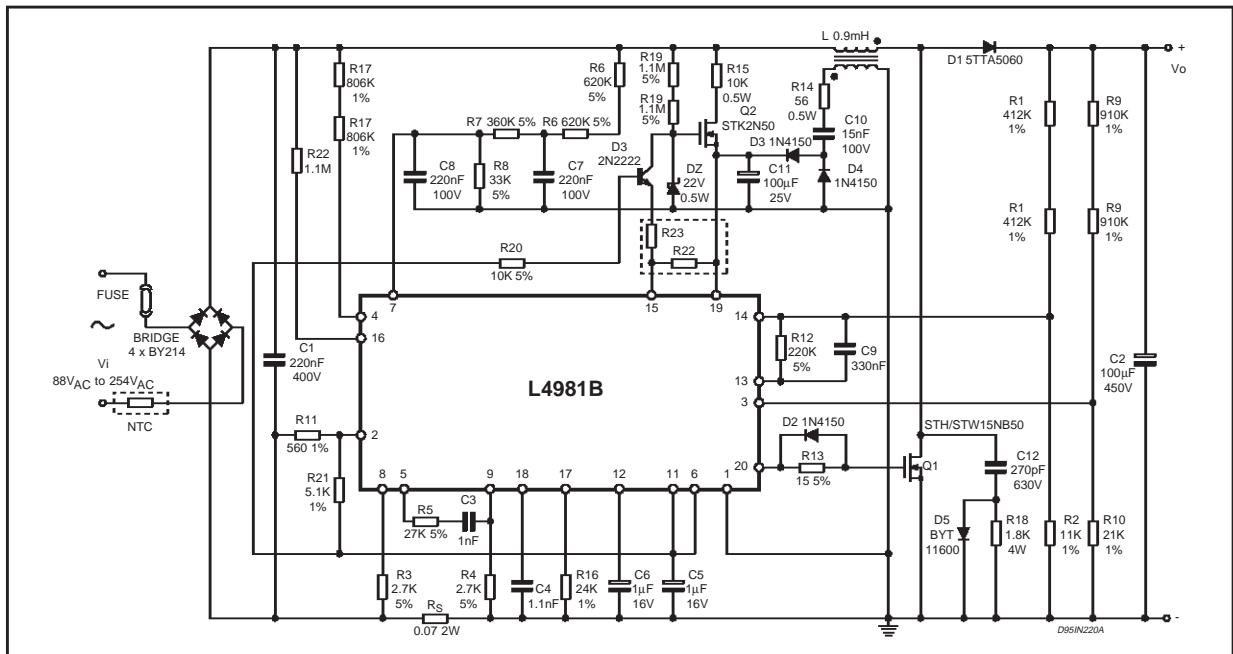 L 0.9mH
D1 5TTA5060
+
Vo
R17
806K
1%
R17
806K
1%
R22
1.1M
R6
620K
5%
R19
1.1M
5%
R19
1.1M
5%
R15
10K
0.5W
R14
56
0.5W
Q2
STK2N50
C10
15nF
100V
R1
412K
1%
R9
910K
1%
R7 360K 5%
R6 620K 5%
D3
2N2222
D3 1N4150
D4
1N4150
C8
220nF
100V
R8
33K
5%
C7
220nF
100V
DZ
22V
0.5W
C11
100μF
25V
R1
412K
1%
R9
910K
1%
R23
R22
R20
10K 5%
FUSE
BRIDGE
4 x BY214
Vi
88VAC to 254VAC
NTC
C1
220nF
400V
7
15
19
4
16
14
13
3
2
20
L4981B
R12
220K
5%
C9
330nF
C2
100μF
450V
R11
560 1%
R21
5.1K
1%
D2 1N4150
R13
15 5%
STH/STW15NB50
Q1
C12
270pF
630V
8
5
9
18
17
12
11
6
1
R5
27K 5%
C3
1nF
D5
BYT
11600
R18
1.8K
4W
R2
11K
1%
R10
21K
1%
R3
2.7K
5%
R4
2.7K
5%
C4
1.1nF
R16
24K
1%
C6
1μF
16V
C5
1μF
16V
RS
0.07 2W
-
D95IN220A